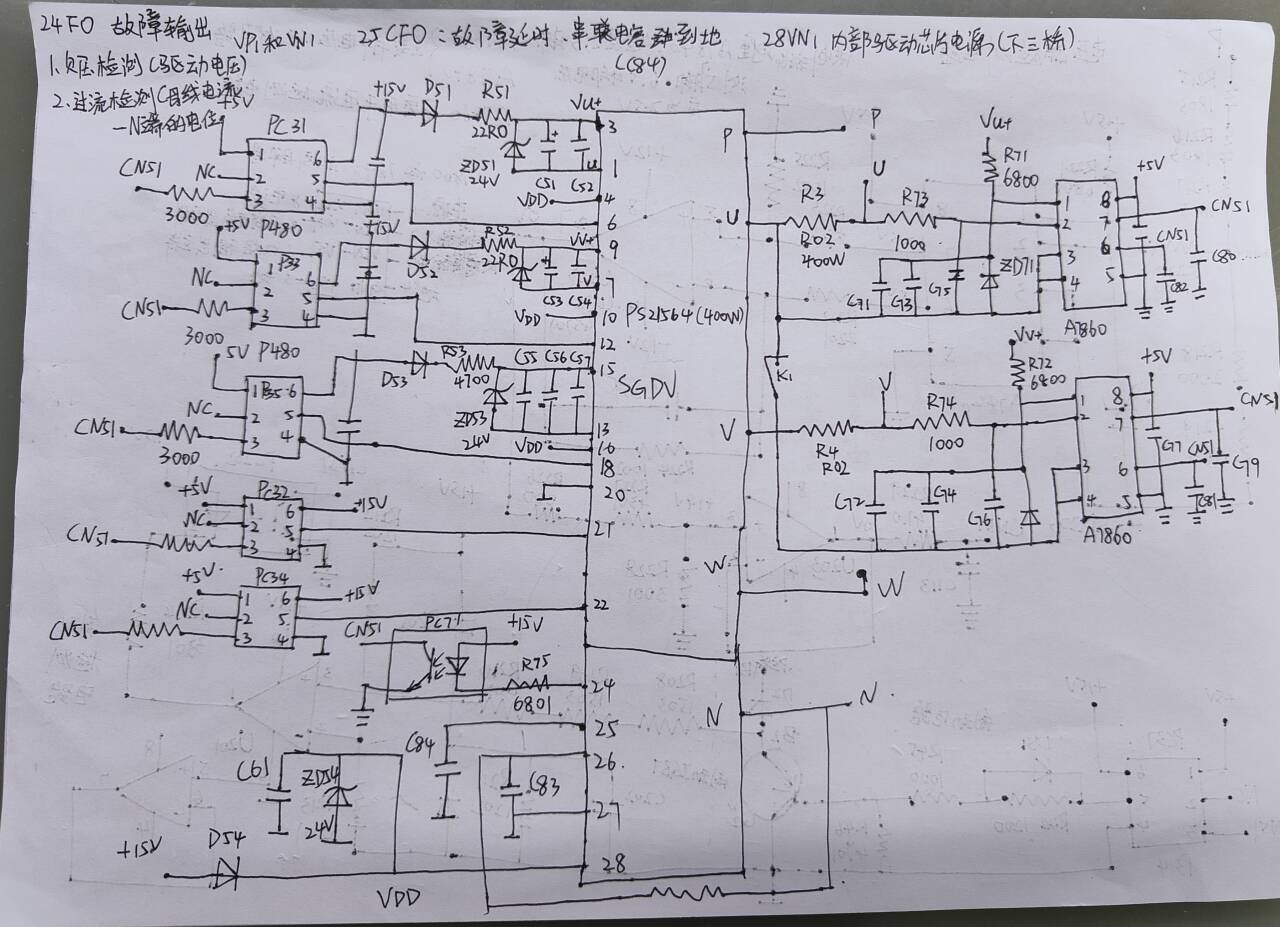 24FO 故障输出 VP1和VN1 25CFO:故障延时 串联电容 到地 28VN1 内部驱动芯片电源(下三桥)
(C84)
1.欠压检测(驱动电压)
2.过流检测(母线电流
—N端的电位
+5V
PC31
1 6
2 5
3 4
CN51
NC
3000
+15V
D51
R51
22R0
ZD51
24V
C51
C52
Vu+
u
VDD
+5V
P480
P33
1 6
2 5
3 4
NC
CN51
3000
+15V
D52
R52
22R0
C53
C54
VV+
V
VDD
5V
P480
P35
1 6
2 5
3 4
NC
CN51
3000
D53
R53
4700
ZD53
24V
C55
C56
C57
VDD
+5V
PC32
1 6
2 5
3 4
NC
CN51
+15V
+5V
PC34
1 6
2 5
3 4
NC
CN51
+15V
CN51
PC71
+15V
R75
6801
C84
C83
C61
ZD54
24V
+15V
D54
VDD
3
1
4
6
9
7
10
12
15
13
16
18
20
21
22
24
25
26
27
28
PS21564(400W)
SGDV
P
U
V
W
N
P
U
R3
R02
400W
R73
1000
Vu+
R71
6800
C71
C73
C75
ZD71
1 8
2 7
3 6
4 5
A7860
+5V
CN51
CN51
C80
C82
K1
V
R4
R02
R74
1000
VV+
R72
6800
C72
C74
C76
1 8
2 7
3 6
4 5
A7860
+5V
CN51
C77
CN51
C79
C81
W
N